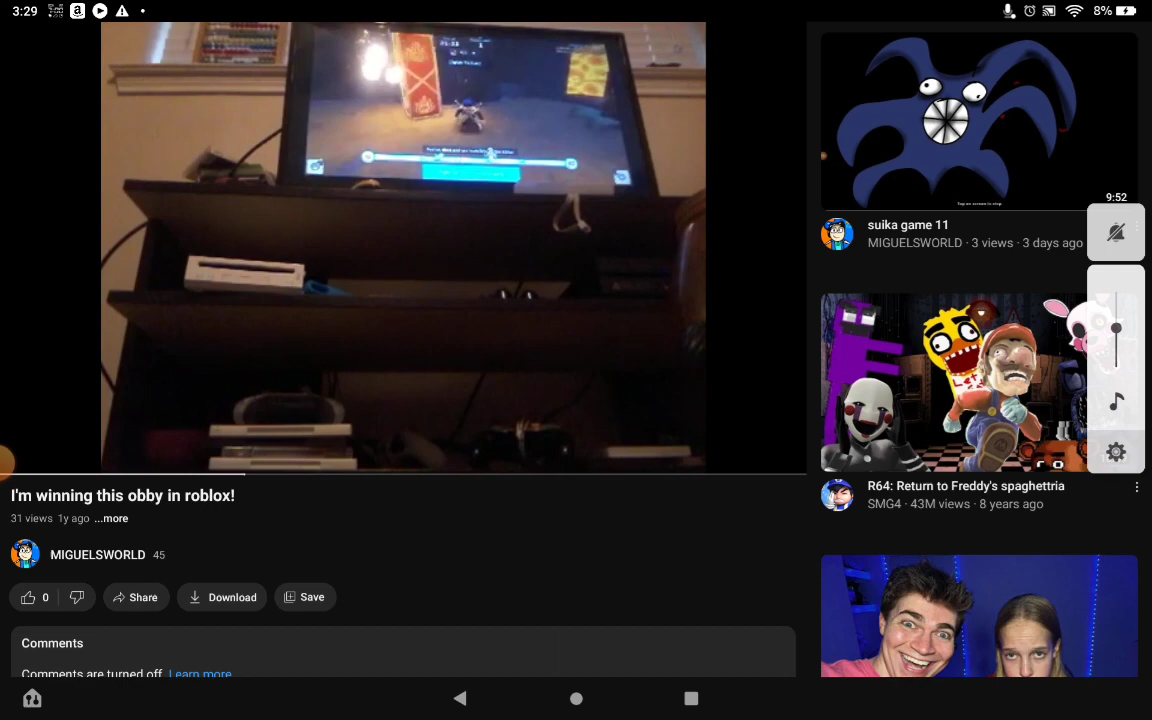 3:29
8%
9:52
suika game 11
MIGUELSWORLD · 3 views · 3 days ago
R64: Return to Freddy's spaghettria
SMG4 · 43M views · 8 years ago
I'm winning this obby in roblox!
31 views 1y ago ...more
MIGUELSWORLD 45
0
Share
Download
Save
Comments
Comments are turned off. Learn more